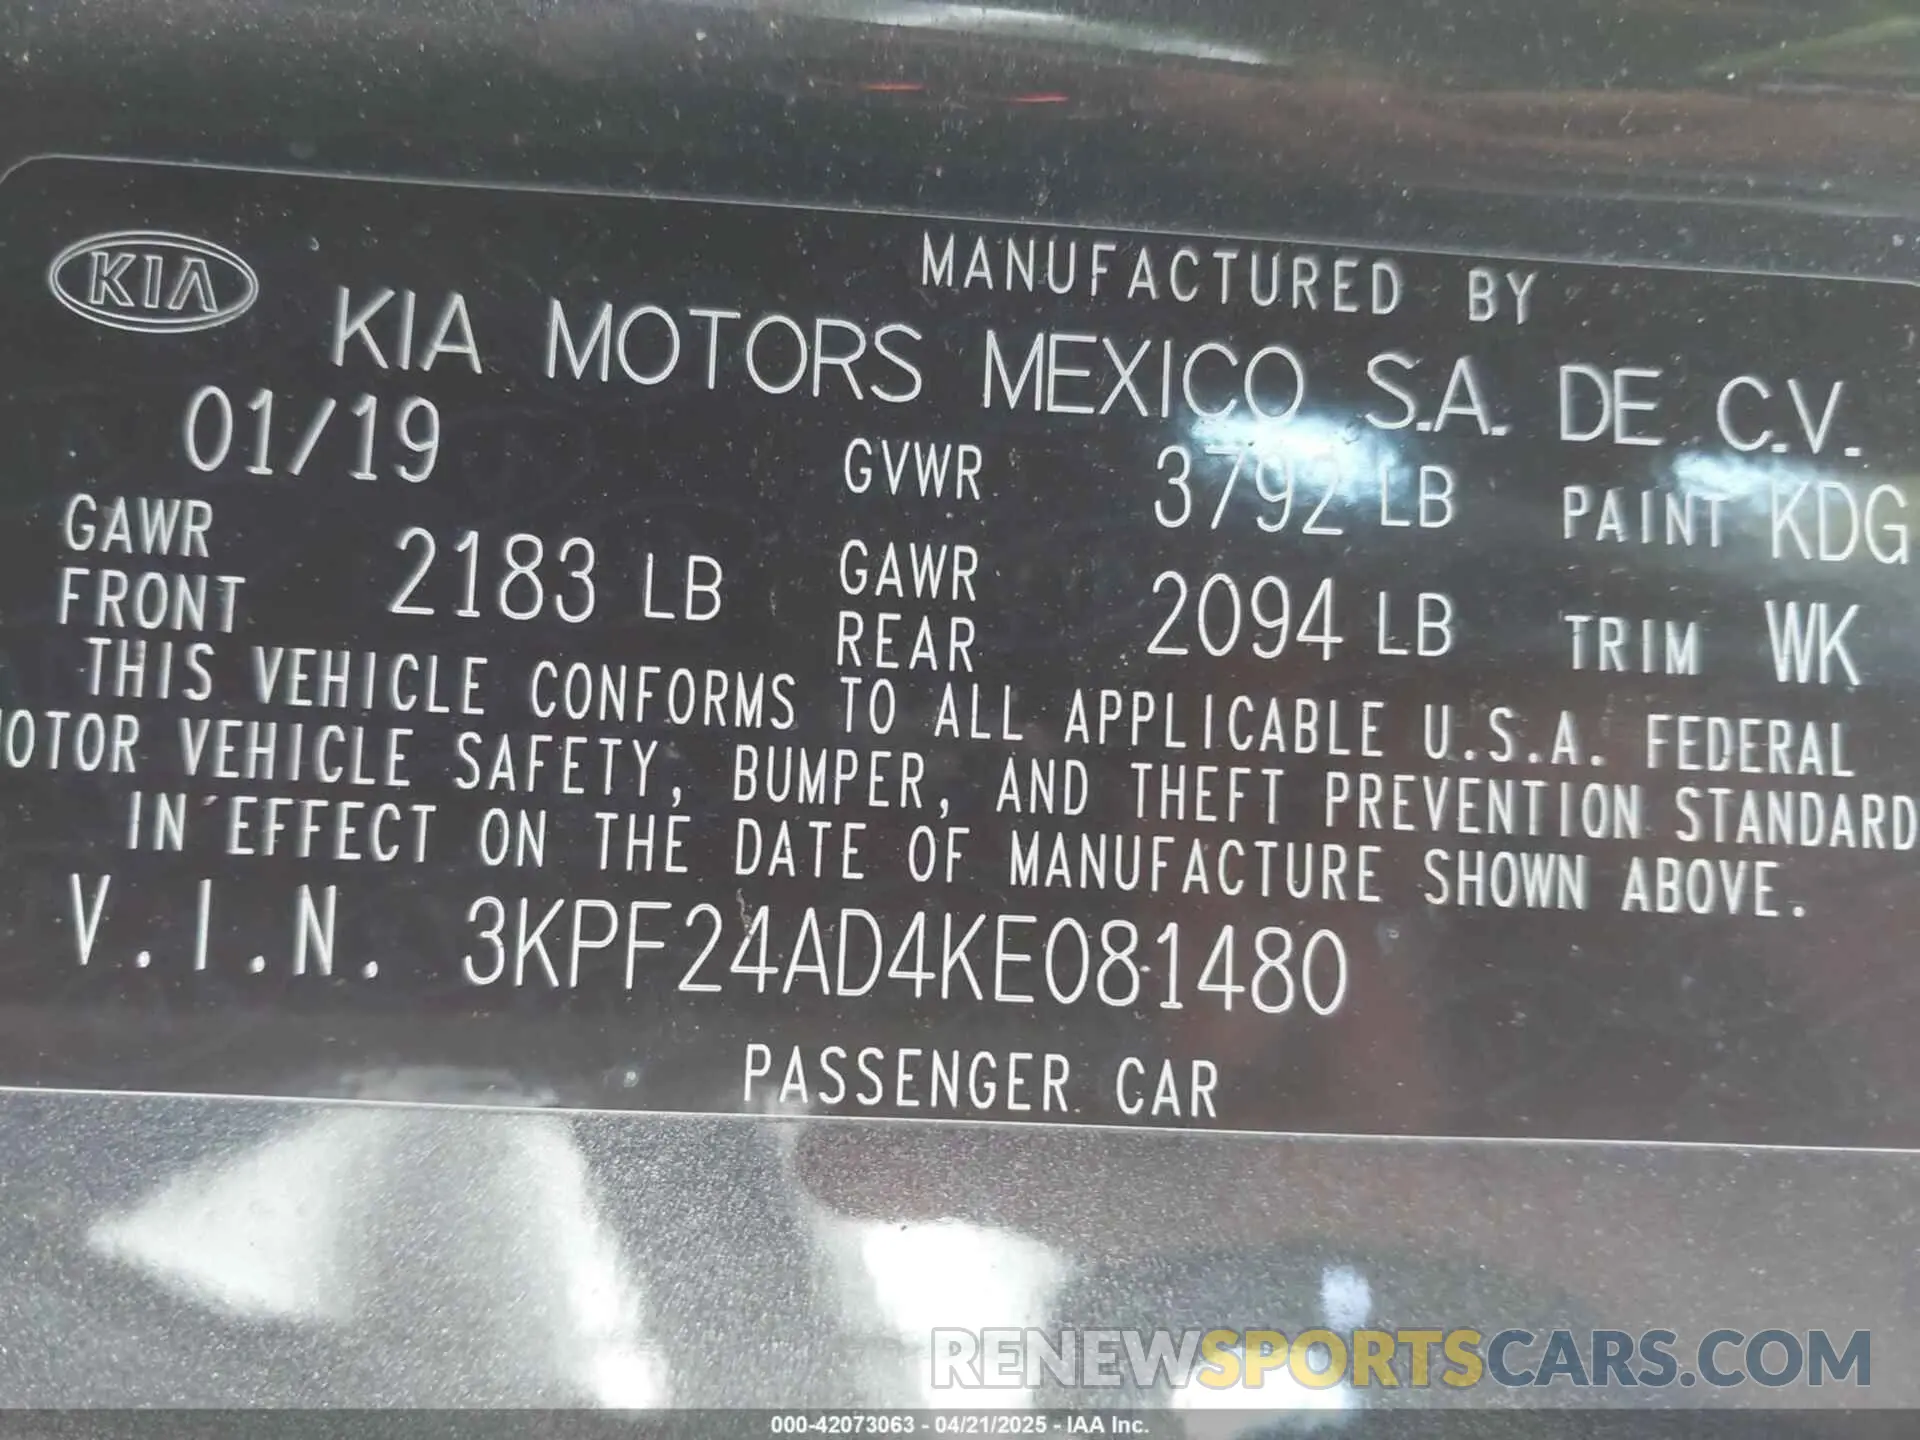 KIA
MANUFACTURED BY
KIA MOTORS MEXICO S.A. DE C.V.
01/19 GVWR 3792 LB PAINT KDG
GAWR FRONT 2183 LB GAWR REAR 2094 LB TRIM WK
THIS VEHICLE CONFORMS TO ALL APPLICABLE U.S.A. FEDERAL
OTOR VEHICLE SAFETY, BUMPER, AND THEFT PREVENTION STANDARD
IN EFFECT ON THE DATE OF MANUFACTURE SHOWN ABOVE.
V.I.N. 3KPF24AD4KE081480
PASSENGER CAR
RENEWSPORTSCARS.COM
000-42073063 - 04/21/2025 - IAA Inc.